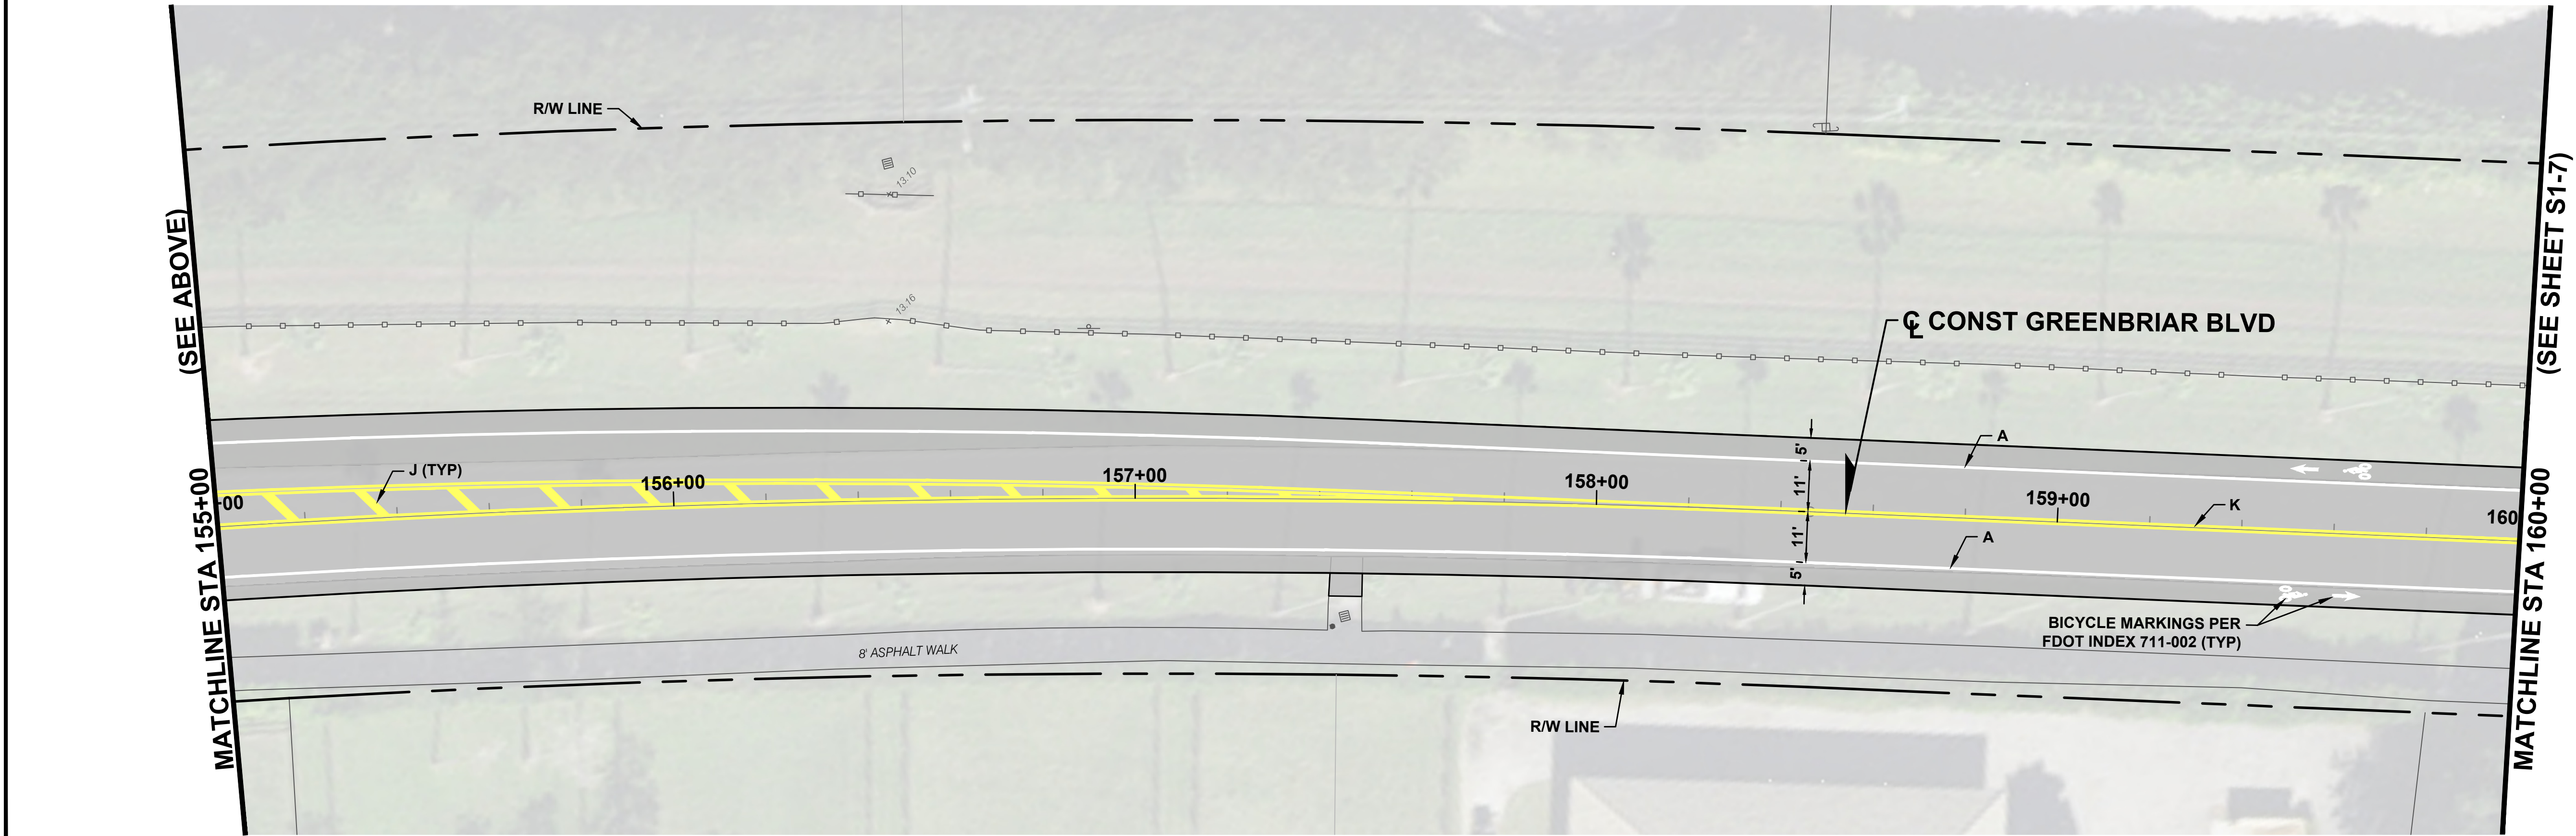 R/W LINE
13.10
(SEE ABOVE)
(SEE SHEET S1-7)
13.16
℄ CONST GREENBRIAR BLVD
A
5'
J (TYP)
156+00
157+00
158+00
11'
159+00
K
+00
160
MATCHLINE STA 155+00
MATCHLINE STA 160+00
11'
A
5'
BICYCLE MARKINGS PER
FDOT INDEX 711-002 (TYP)
8' ASPHALT WALK
R/W LINE